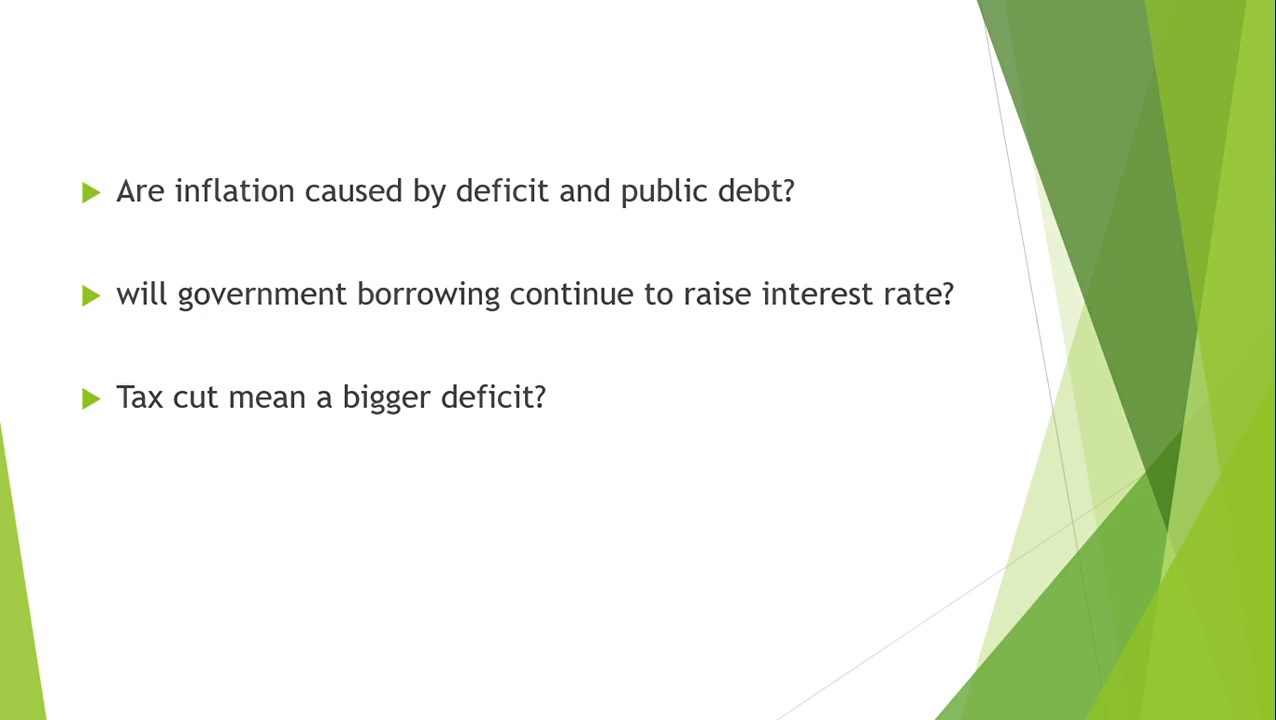 Are inflation caused by deficit and public debt?
will government borrowing continue to raise interest rate?
Tax cut mean a bigger deficit?